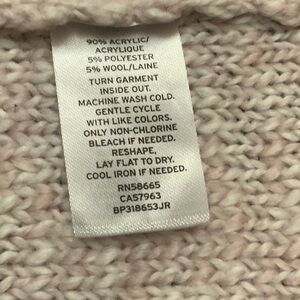 90% ACRYLIC/
ACRYLIQUE
5% POLYESTER
5% WOOL/LAINE
TURN GARMENT
INSIDE OUT.
MACHINE WASH COLD.
GENTLE CYCLE
WITH LIKE COLORS.
ONLY NON-CHLORINE
BLEACH IF NEEDED.
RESHAPE,
LAY FLAT TO DRY.
COOL IRON IF NEEDED.
RN58665
CA57963
BP318653JR